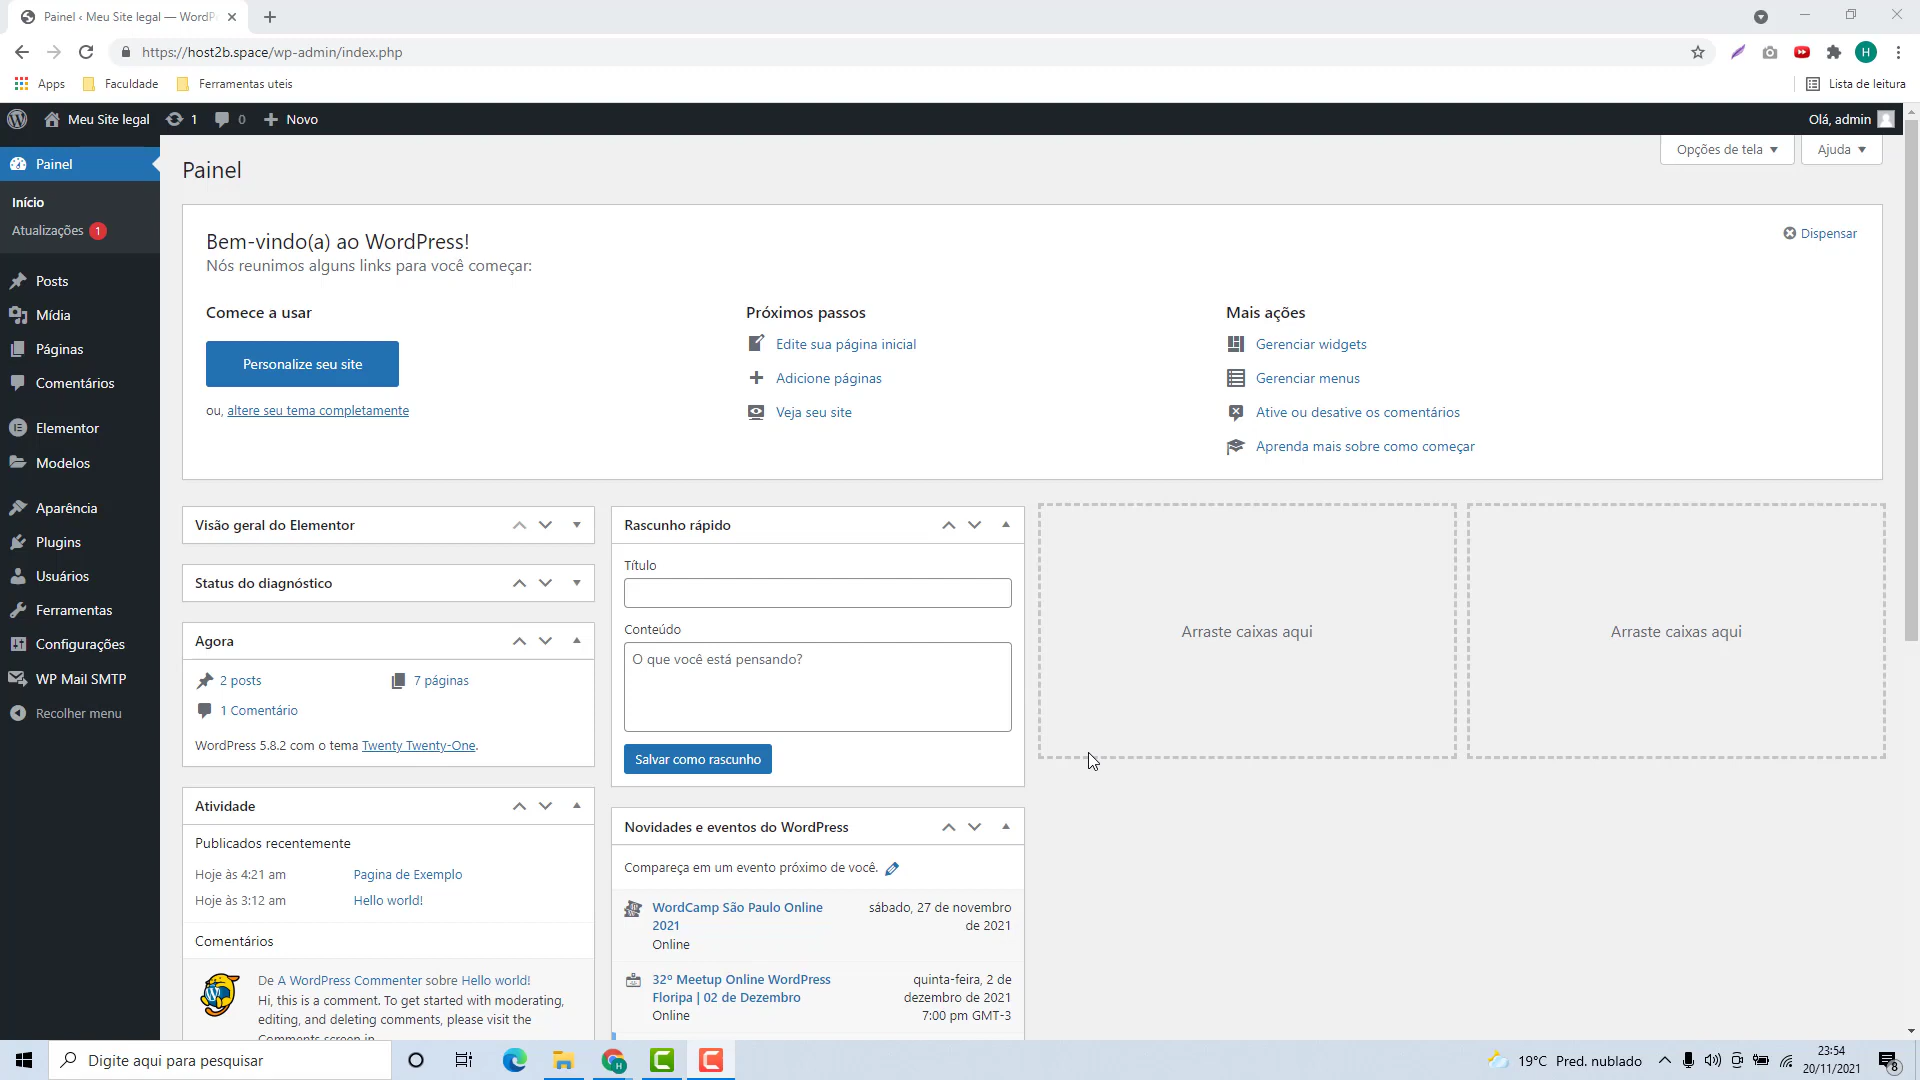 Painel ‹ Meu Site legal — WordP
https://host2b.space/wp-admin/index.php
H
Apps
Faculdade
Ferramentas uteis
Lista de leitura
Meu Site legal
1
0
Novo
Olá, admin
Painel
Início
Atualizações 1
Posts
Mídia
Páginas
Comentários
Elementor
Modelos
Aparência
Plugins
Usuários
Ferramentas
Configurações
WP Mail SMTP
Recolher menu
Painel
Opções de tela
Ajuda
Bem-vindo(a) ao WordPress!
Nós reunimos alguns links para você começar:
Dispensar
Comece a usar
Personalize seu site
ou, altere seu tema completamente
Próximos passos
Edite sua página inicial
Adicione páginas
Veja seu site
Mais ações
Gerenciar widgets
Gerenciar menus
Ative ou desative os comentários
Aprenda mais sobre como começar
Visão geral do Elementor
Status do diagnóstico
Agora
2 posts
7 páginas
1 Comentário
WordPress 5.8.2 com o tema Twenty Twenty-One.
Atividade
Publicados recentemente
Hoje às 4:21 am
Pagina de Exemplo
Hoje às 3:12 am
Hello world!
Comentários
De A WordPress Commenter sobre Hello world!
Hi, this is a comment. To get started with moderating,
editing, and deleting comments, please visit the
Comments screen in
Rascunho rápido
Título
Conteúdo
O que você está pensando?
Salvar como rascunho
Novidades e eventos do WordPress
Compareça em um evento próximo de você.
WordCamp São Paulo Online
2021
Online
sábado, 27 de novembro
de 2021
32º Meetup Online WordPress
Floripa | 02 de Dezembro
Online
quinta-feira, 2 de
dezembro de 2021
7:00 pm GMT-3
Arraste caixas aqui
Arraste caixas aqui
Digite aqui para pesquisar
19°C Pred. nublado
23:54
20/11/2021
8